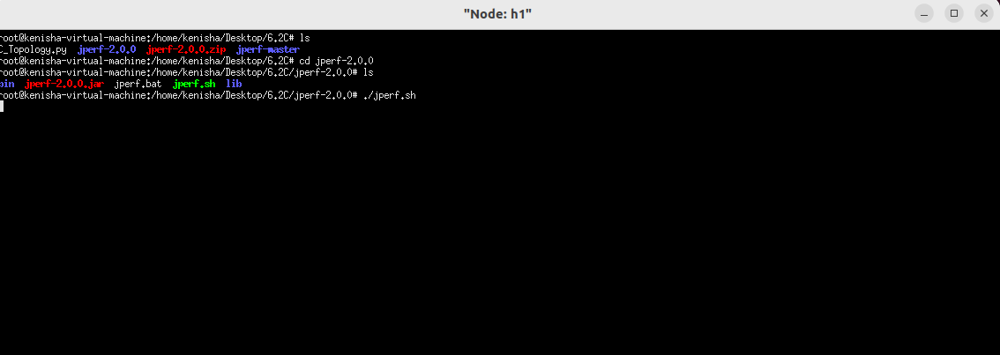 "Node: h1"
root@kenisha-virtual-machine:/home/kenisha/Desktop/6.2C# ls
C_Topology.py jperf-2.0.0 jperf-2.0.0.zip jperf-master
root@kenisha-virtual-machine:/home/kenisha/Desktop/6.2C# cd jperf-2.0.0
root@kenisha-virtual-machine:/home/kenisha/Desktop/6.2C/jperf-2.0.0# ls
bin jperf-2.0.0.jar jperf.bat jperf.sh lib
root@kenisha-virtual-machine:/home/kenisha/Desktop/6.2C/jperf-2.0.0# ./jperf.sh